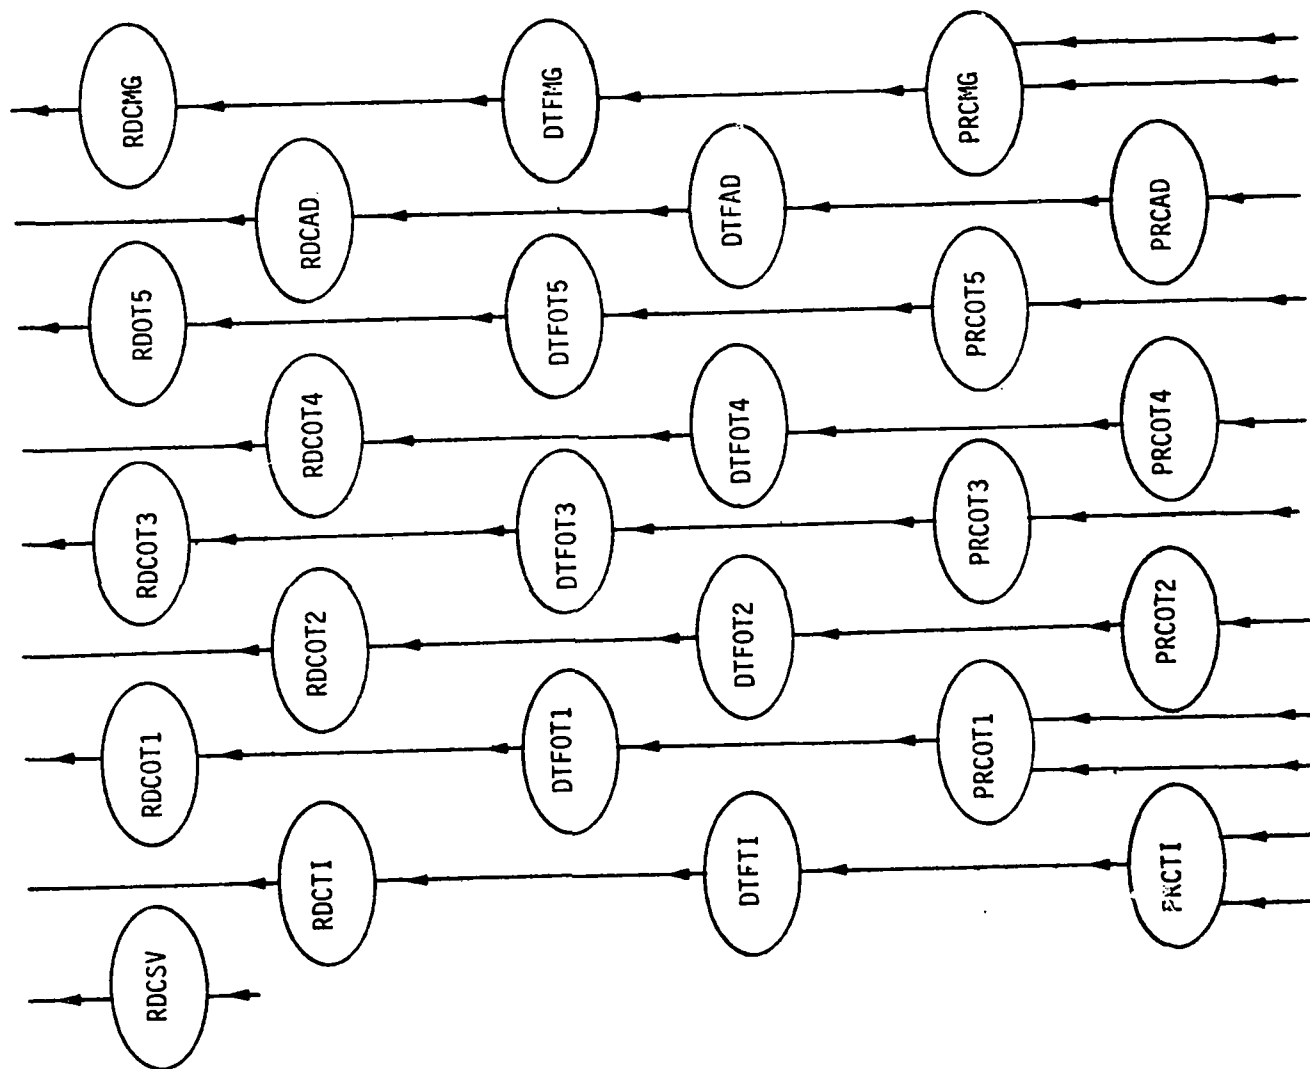 RDCMG
DTFMG
PRCMG
RDCAD
DTFAD
PRCAD
RDOT5
DTFOT5
PRCOT5
RDCOT4
DTFOT4
PRCOT4
RDCOT3
DTFOT3
PRCOT3
RDCOT2
DTFOT2
PRCOT2
RDCOT1
DTFOT1
PRCOT1
RDCTI
DTFTI
PRCTI
RDCSV